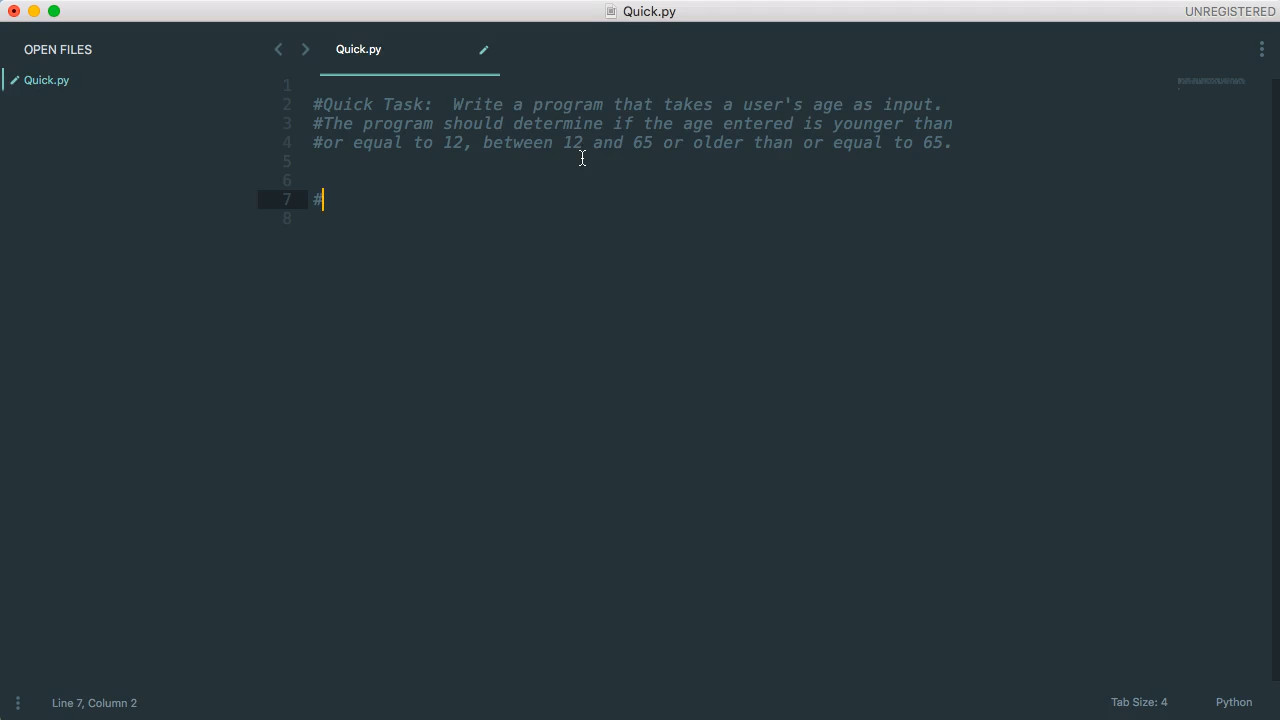 Quick.py
UNREGISTERED
OPEN FILES
Quick.py
Quick.py
1
2 #Quick Task:  Write a program that takes a user's age as input.
3 #The program should determine if the age entered is younger than
4 #or equal to 12, between 12 and 65 or older than or equal to 65.
5
6
7 #
8
Line 7, Column 2
Tab Size: 4
Python